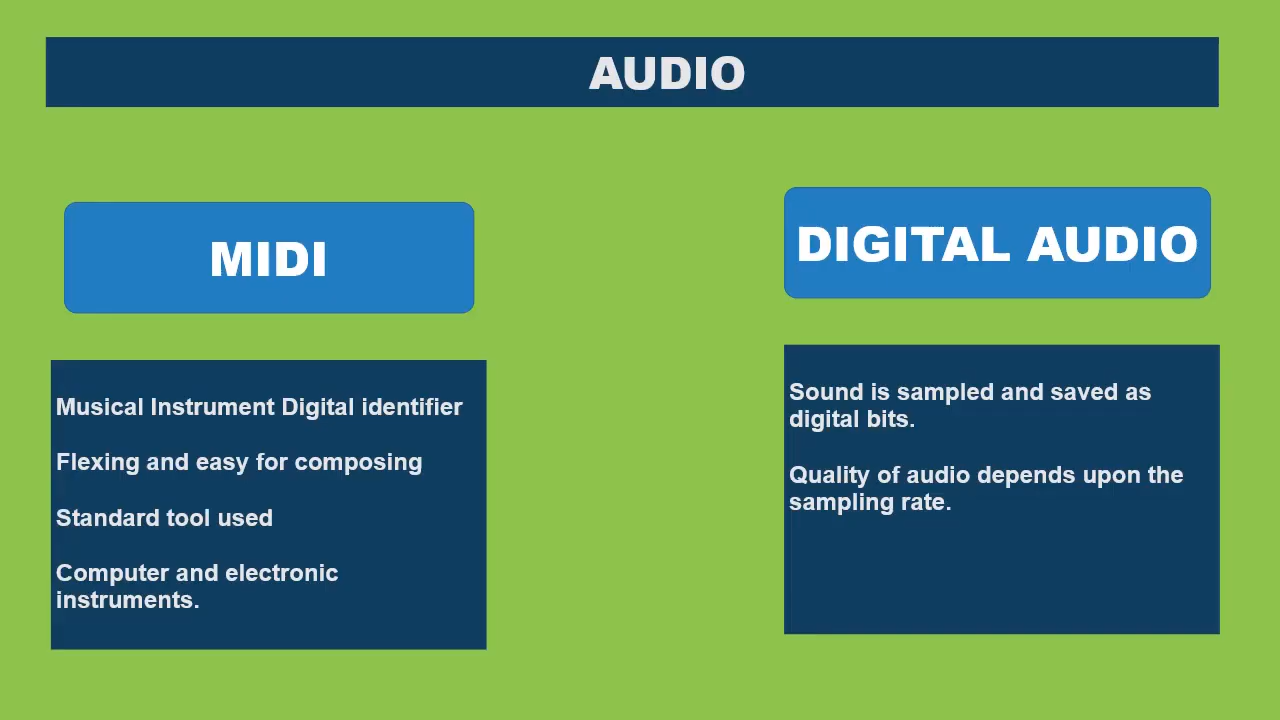 AUDIO
MIDI
Musical Instrument Digital identifier
Flexing and easy for composing
Standard tool used
Computer and electronic
instruments.
DIGITAL AUDIO
Sound is sampled and saved as
digital bits.
Quality of audio depends upon the
sampling rate.